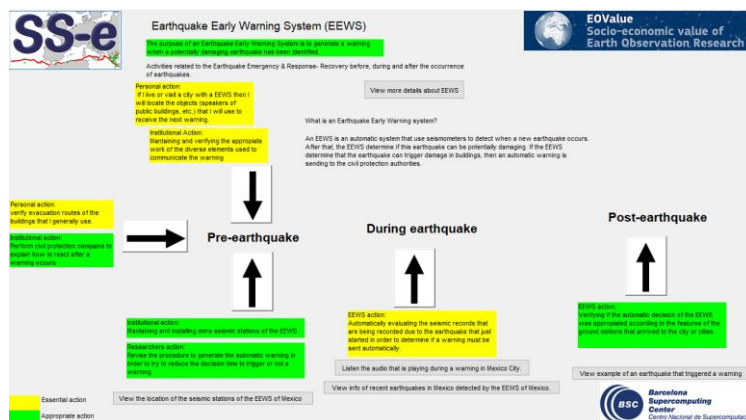 SS-e
Earthquake Early Warning System (EEWS)
The purpose of an Earthquake Early Warning System is to generate a warning
when a potentially damaging earthquake has been identified.
Activities related to the Earthquake Emergency & Response- Recovery before, during and after the occurrence
of earthquakes.
EOValue
Socio-economic value of
Earth Observation Research
Personal action:
If I live or visit a city with a EEWS then I
will locate the objects (speakers of
public buildings, etc.) that I will use to
receive the next warning.
View more details about EEWS
Institutional Action:
Mantaining and verifying the appropiate
work of the diverse elements used to
communicate the warning
What is an Earthquake Early Warning system?
An EEWS is an automatic system that use seismometers to detect when a new earthquake occurs.
After that, the EEWS determine if this earthquake can be potentially damaging. If the EEWS
determine that the earthquake can trigger damage in buildings, then an automatic warning is
sending to the civil protection authorities.
Personal action:
verify evacuation routes of the
buildings that I generally use.
Institutional action:
Perform civil protection campains to
explain how to react after a
warning occurs
Pre-earthquake
During earthquake
Post-earthquake
Institutional action:
Mantaining and installing more seismic stations of the EEWS
Researchers action:
Revise the procedure to generate the automatic warning in
order to try to reduce the decision time to trigger or not a
warning.
EEWS action:
Automatically evaluating the seismic records that
are being recorded due to the earthquake that just
started in order to determine if a warning must be
sent automatically.
EEWS action:
Verifying if the automatic decision of the EEWS
was appropiated according to the features of the
ground motions that arrived to the city or cities
Listen the audio that is playing during a warning in Mexico City.
View info of recent earthquakes in Mexico detected by the EEWS of Mexico.
View example of an earthquake that triggered a warning
View the location of the seismic stations of the EEWS of Mexico
Essential action
Appropriate action
BSC
Barcelona
Supercomputing
Center
Centro Nacional de Supercomputac